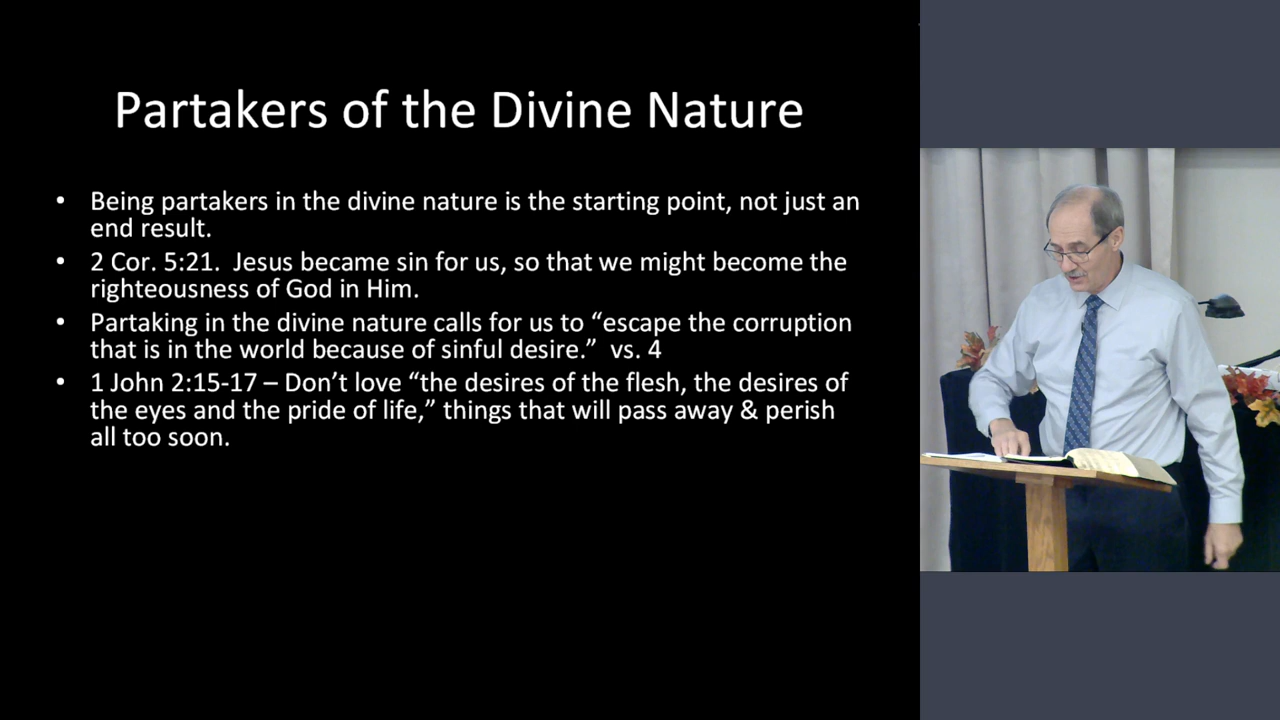 Partakers of the Divine Nature
• Being partakers in the divine nature is the starting point, not just an
end result.
• 2 Cor. 5:21.  Jesus became sin for us, so that we might become the
righteousness of God in Him.
• Partaking in the divine nature calls for us to “escape the corruption
that is in the world because of sinful desire.”  vs. 4
• 1 John 2:15-17 – Don’t love “the desires of the flesh, the desires of
the eyes and the pride of life,” things that will pass away & perish
all too soon.